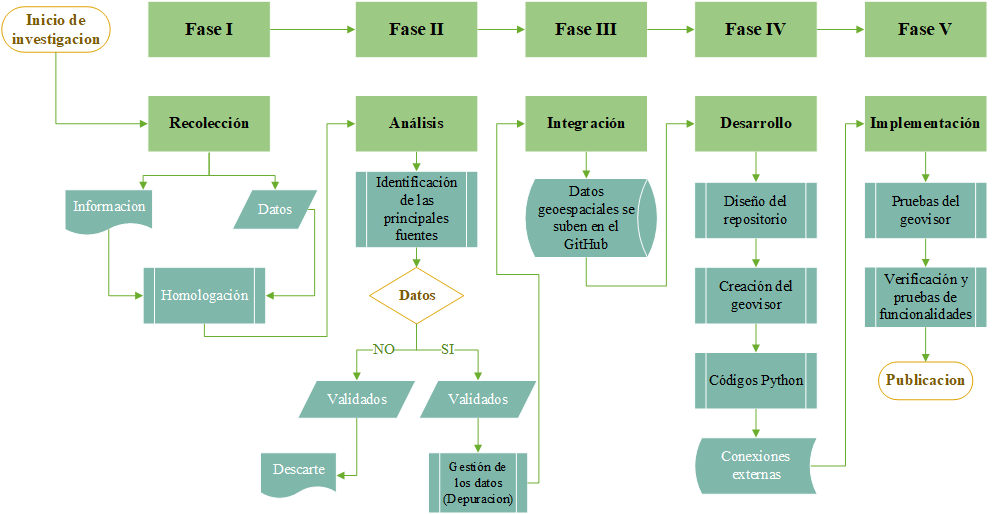 Inicio de
investigacion
Fase I
Fase II
Fase III
Fase IV
Fase V
Recolección
Análisis
Integración
Desarrollo
Implementación
Informacion
Datos
Homologación
Identificación
de las
principales
fuentes
Datos
NO
SI
Validados
Validados
Descarte
Gestión de
los datos
(Depuracion)
Datos
geoespaciales se
suben en el
GitHub
Diseño del
repositorio
Creación del
geovisor
Códigos Python
Conexiones
externas
Pruebas del
geovisor
Verificación y
pruebas de
funcionalidades
Publicacion